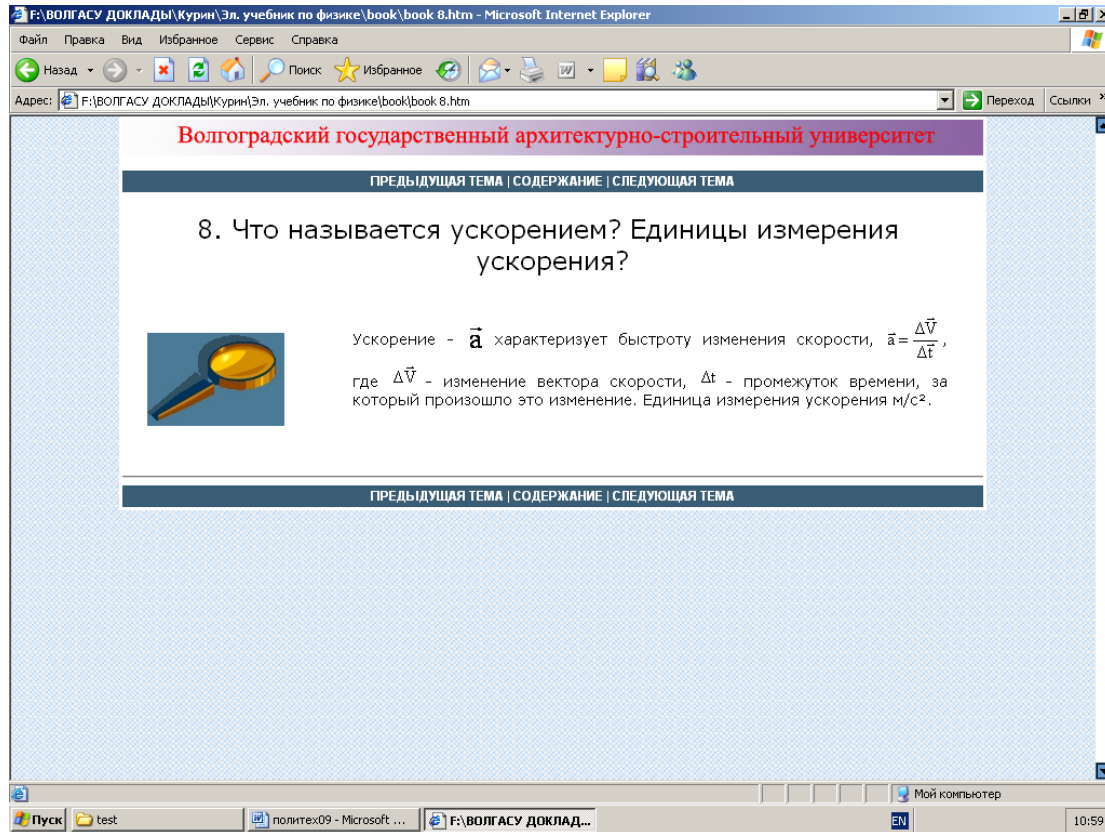 F:\ВОЛГАСУ ДОКЛАДЫ\Курин\Эл. учебник по физике\book\book 8.htm - Microsoft Internet Explorer
Файл Правка Вид Избранное Сервис Справка
Назад Поиск Избранное
Адрес: F:\ВОЛГАСУ ДОКЛАДЫ\Курин\Эл. учебник по физике\book\book 8.htm Переход Ссылки »
Волгоградский государственный архитектурно-строительный университет
ПРЕДЫДУЩАЯ ТЕМА | СОДЕРЖАНИЕ | СЛЕДУЮЩАЯ ТЕМА
8. Что называется ускорением? Единицы измерения
ускорения?
Ускорение - a⃗ характеризует быстроту изменения скорости, a⃗ = ΔV⃗/Δt⃗ ,
где ΔV⃗ - изменение вектора скорости, Δt - промежуток времени, за
который произошло это изменение. Единица измерения ускорения м/с².
ПРЕДЫДУЩАЯ ТЕМА | СОДЕРЖАНИЕ | СЛЕДУЮЩАЯ ТЕМА
Мой компьютер
Пуск test политех09 - Microsoft ... F:\ВОЛГАСУ ДОКЛАД... EN 10:59